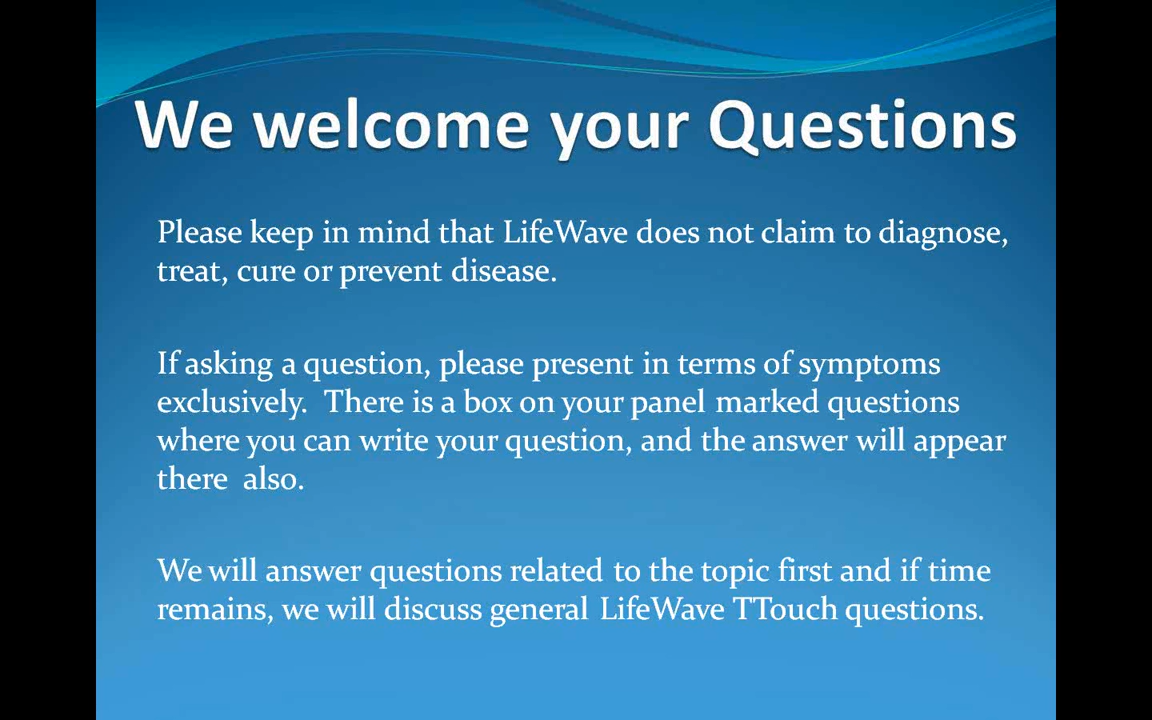 We welcome your Questions
Please keep in mind that LifeWave does not claim to diagnose,
treat, cure or prevent disease.
If asking a question, please present in terms of symptoms
exclusively.  There is a box on your panel marked questions
where you can write your question, and the answer will appear
there  also.
We will answer questions related to the topic first and if time
remains, we will discuss general LifeWave TTouch questions.